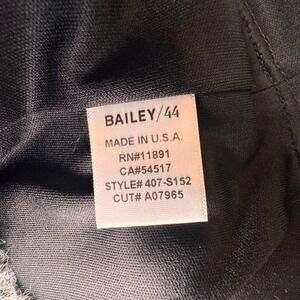 BAILEY/44
MADE IN U.S.A.
RN#11891
CA#54517
STYLE# 407-S152
CUT# A07965